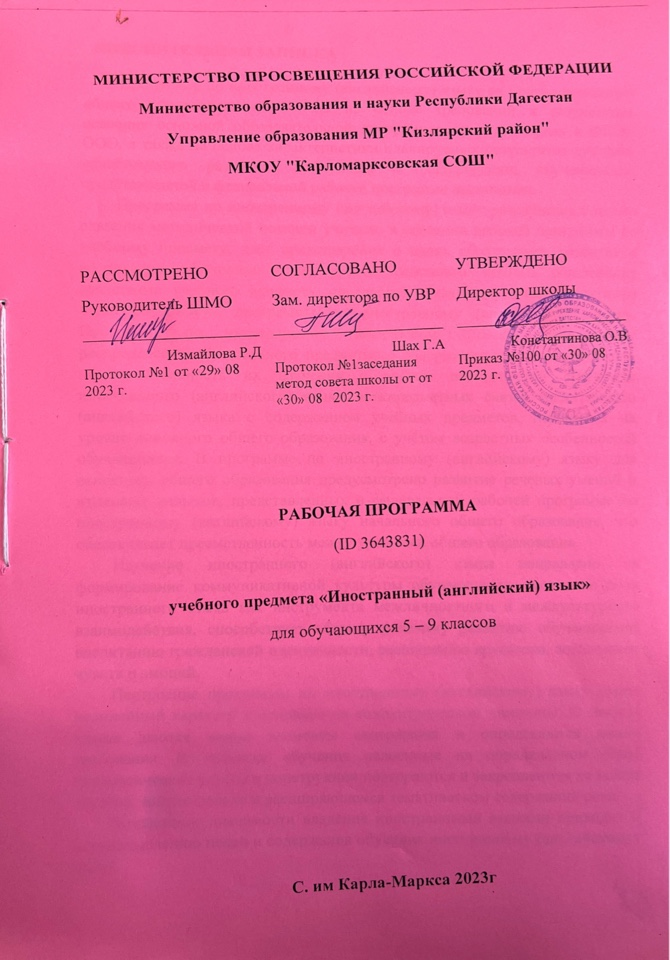 МИНИСТЕРСТВО ПРОСВЕЩЕНИЯ РОССИЙСКОЙ ФЕДЕРАЦИИ
Министерство образования и науки Республики Дагестан
Управление образования МР "Кизлярский район"
МКОУ "Карломарксовская СОШ"
РАССМОТРЕНО
Руководитель ШМО
Измайлова Р.Д
Протокол №1 от «29» 08
2023 г.
СОГЛАСОВАНО
Зам. директора по УВР
Шах Г.А
Протокол №1заседания
метод совета школы от от
«30» 08 2023 г.
УТВЕРЖДЕНО
Директор школы
Константинова О.В
Приказ №100 от «30» 08
2023 г.
РАБОЧАЯ ПРОГРАММА
(ID 3643831)
учебного предмета «Иностранный (английский) язык»
для обучающихся 5 – 9 классов
С. им Карла-Маркса 2023г